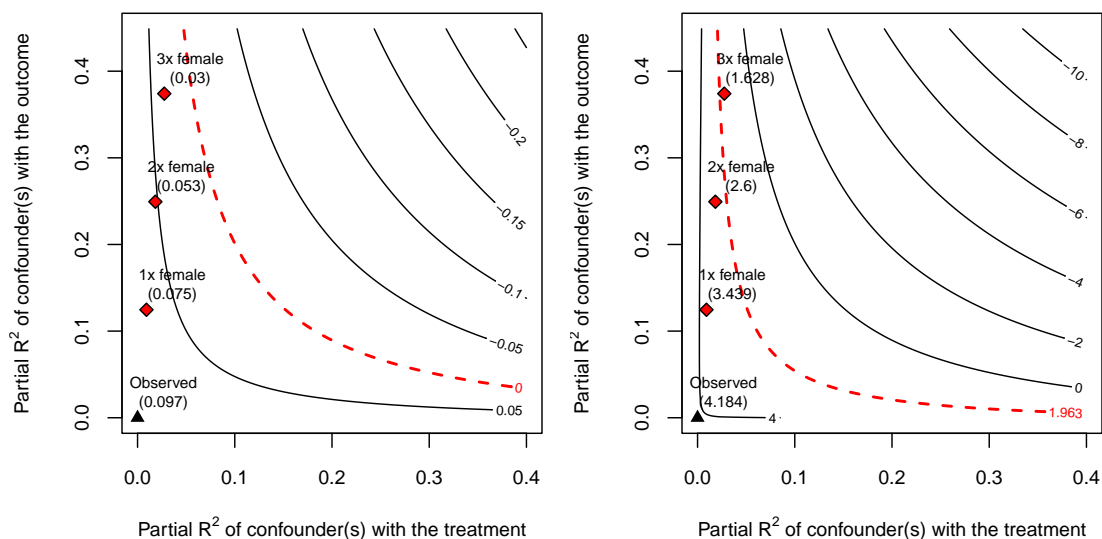 Partial R² of confounder(s) with the outcome
0.4
0.3
0.2
0.1
0.0
3x female
(0.03)
2x female
(0.053)
1x female
(0.075)
Observed
(0.097)
−0.2
−0.15
−0.1
−0.05
0
0.05
0.0 0.1 0.2 0.3 0.4
Partial R² of confounder(s) with the treatment
Partial R² of confounder(s) with the outcome
0.4
0.3
0.2
0.1
0.0
3x female
(1.628)
2x female
(2.6)
1x female
(3.439)
Observed
(4.184)
−10
−8
−6
−4
−2
0
1.963
4
0.0 0.1 0.2 0.3 0.4
Partial R² of confounder(s) with the treatment